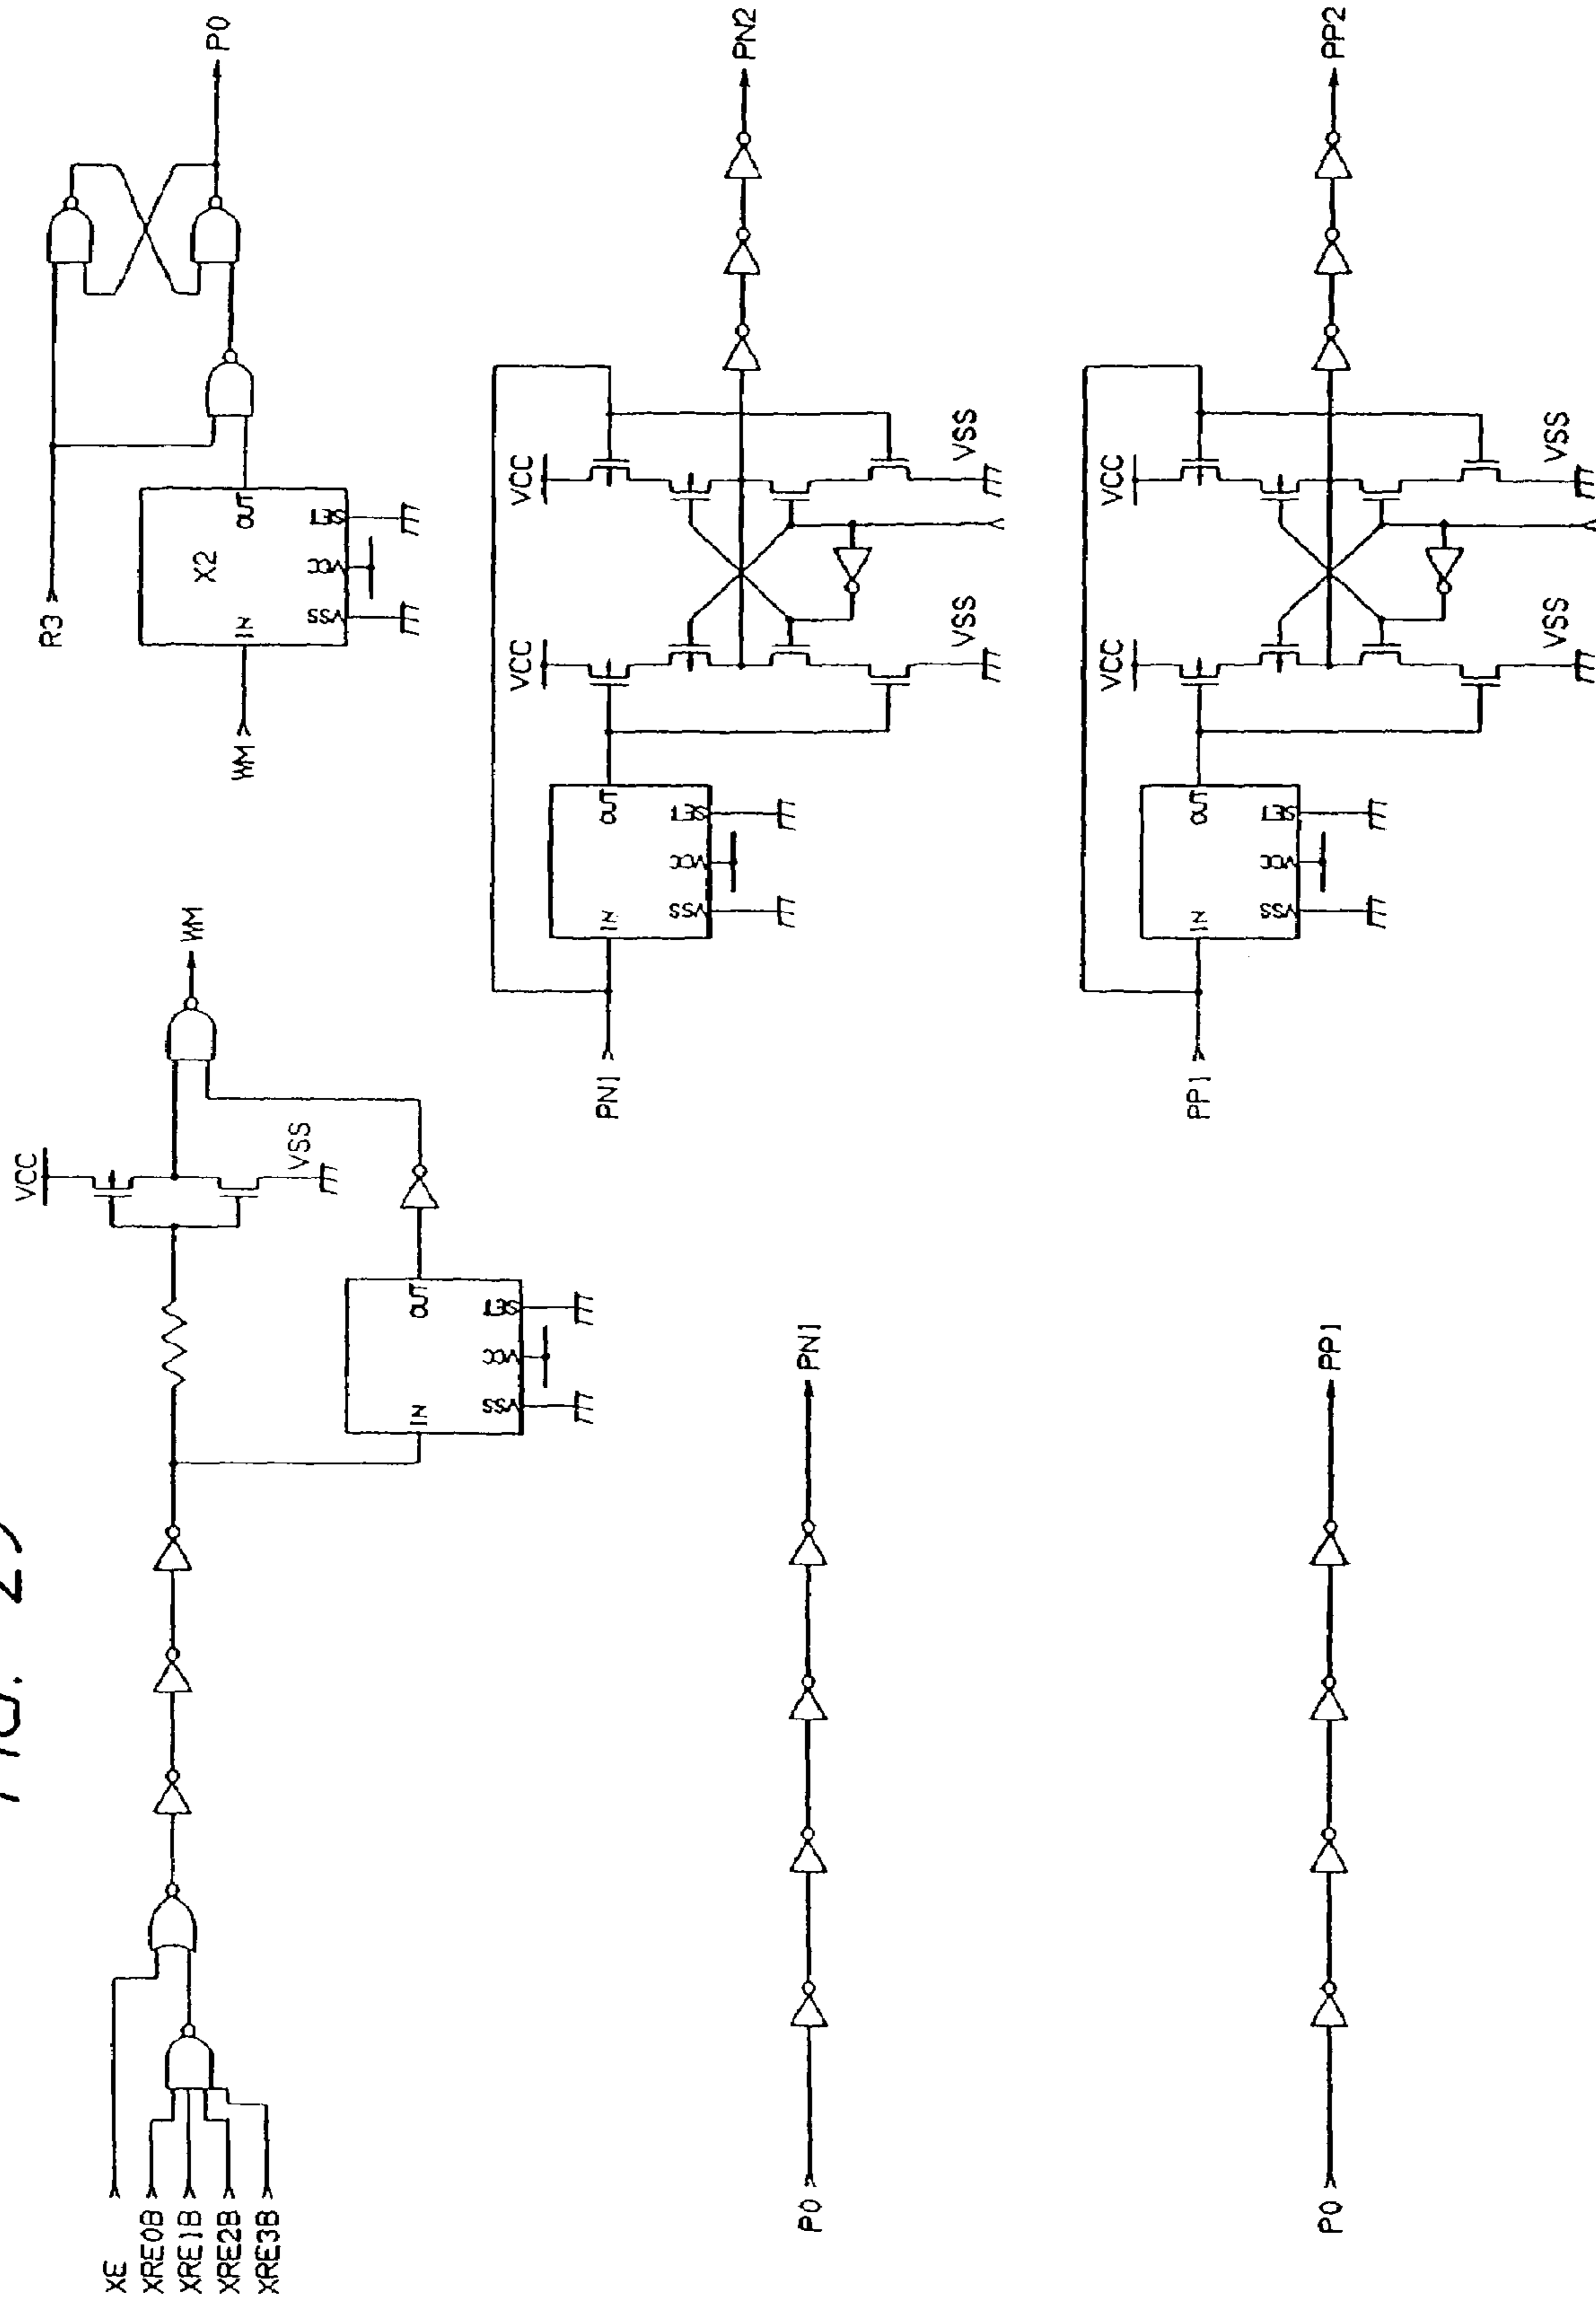 XE
XRE0B
XRE1B
XRE2B
XRE3B
VCC
VSS
WM
IN
OUT
VSS
VCC
SET
R3
P0
WM
X2
IN
OUT
VSS
VCC
SET
P0
PN1
P0
PP1
PN1
IN
OUT
VSS
VCC
SET
VCC
VCC
VSS
VSS
PN2
PP1
IN
OUT
VSS
VCC
SET
VCC
VCC
VSS
VSS
PP2